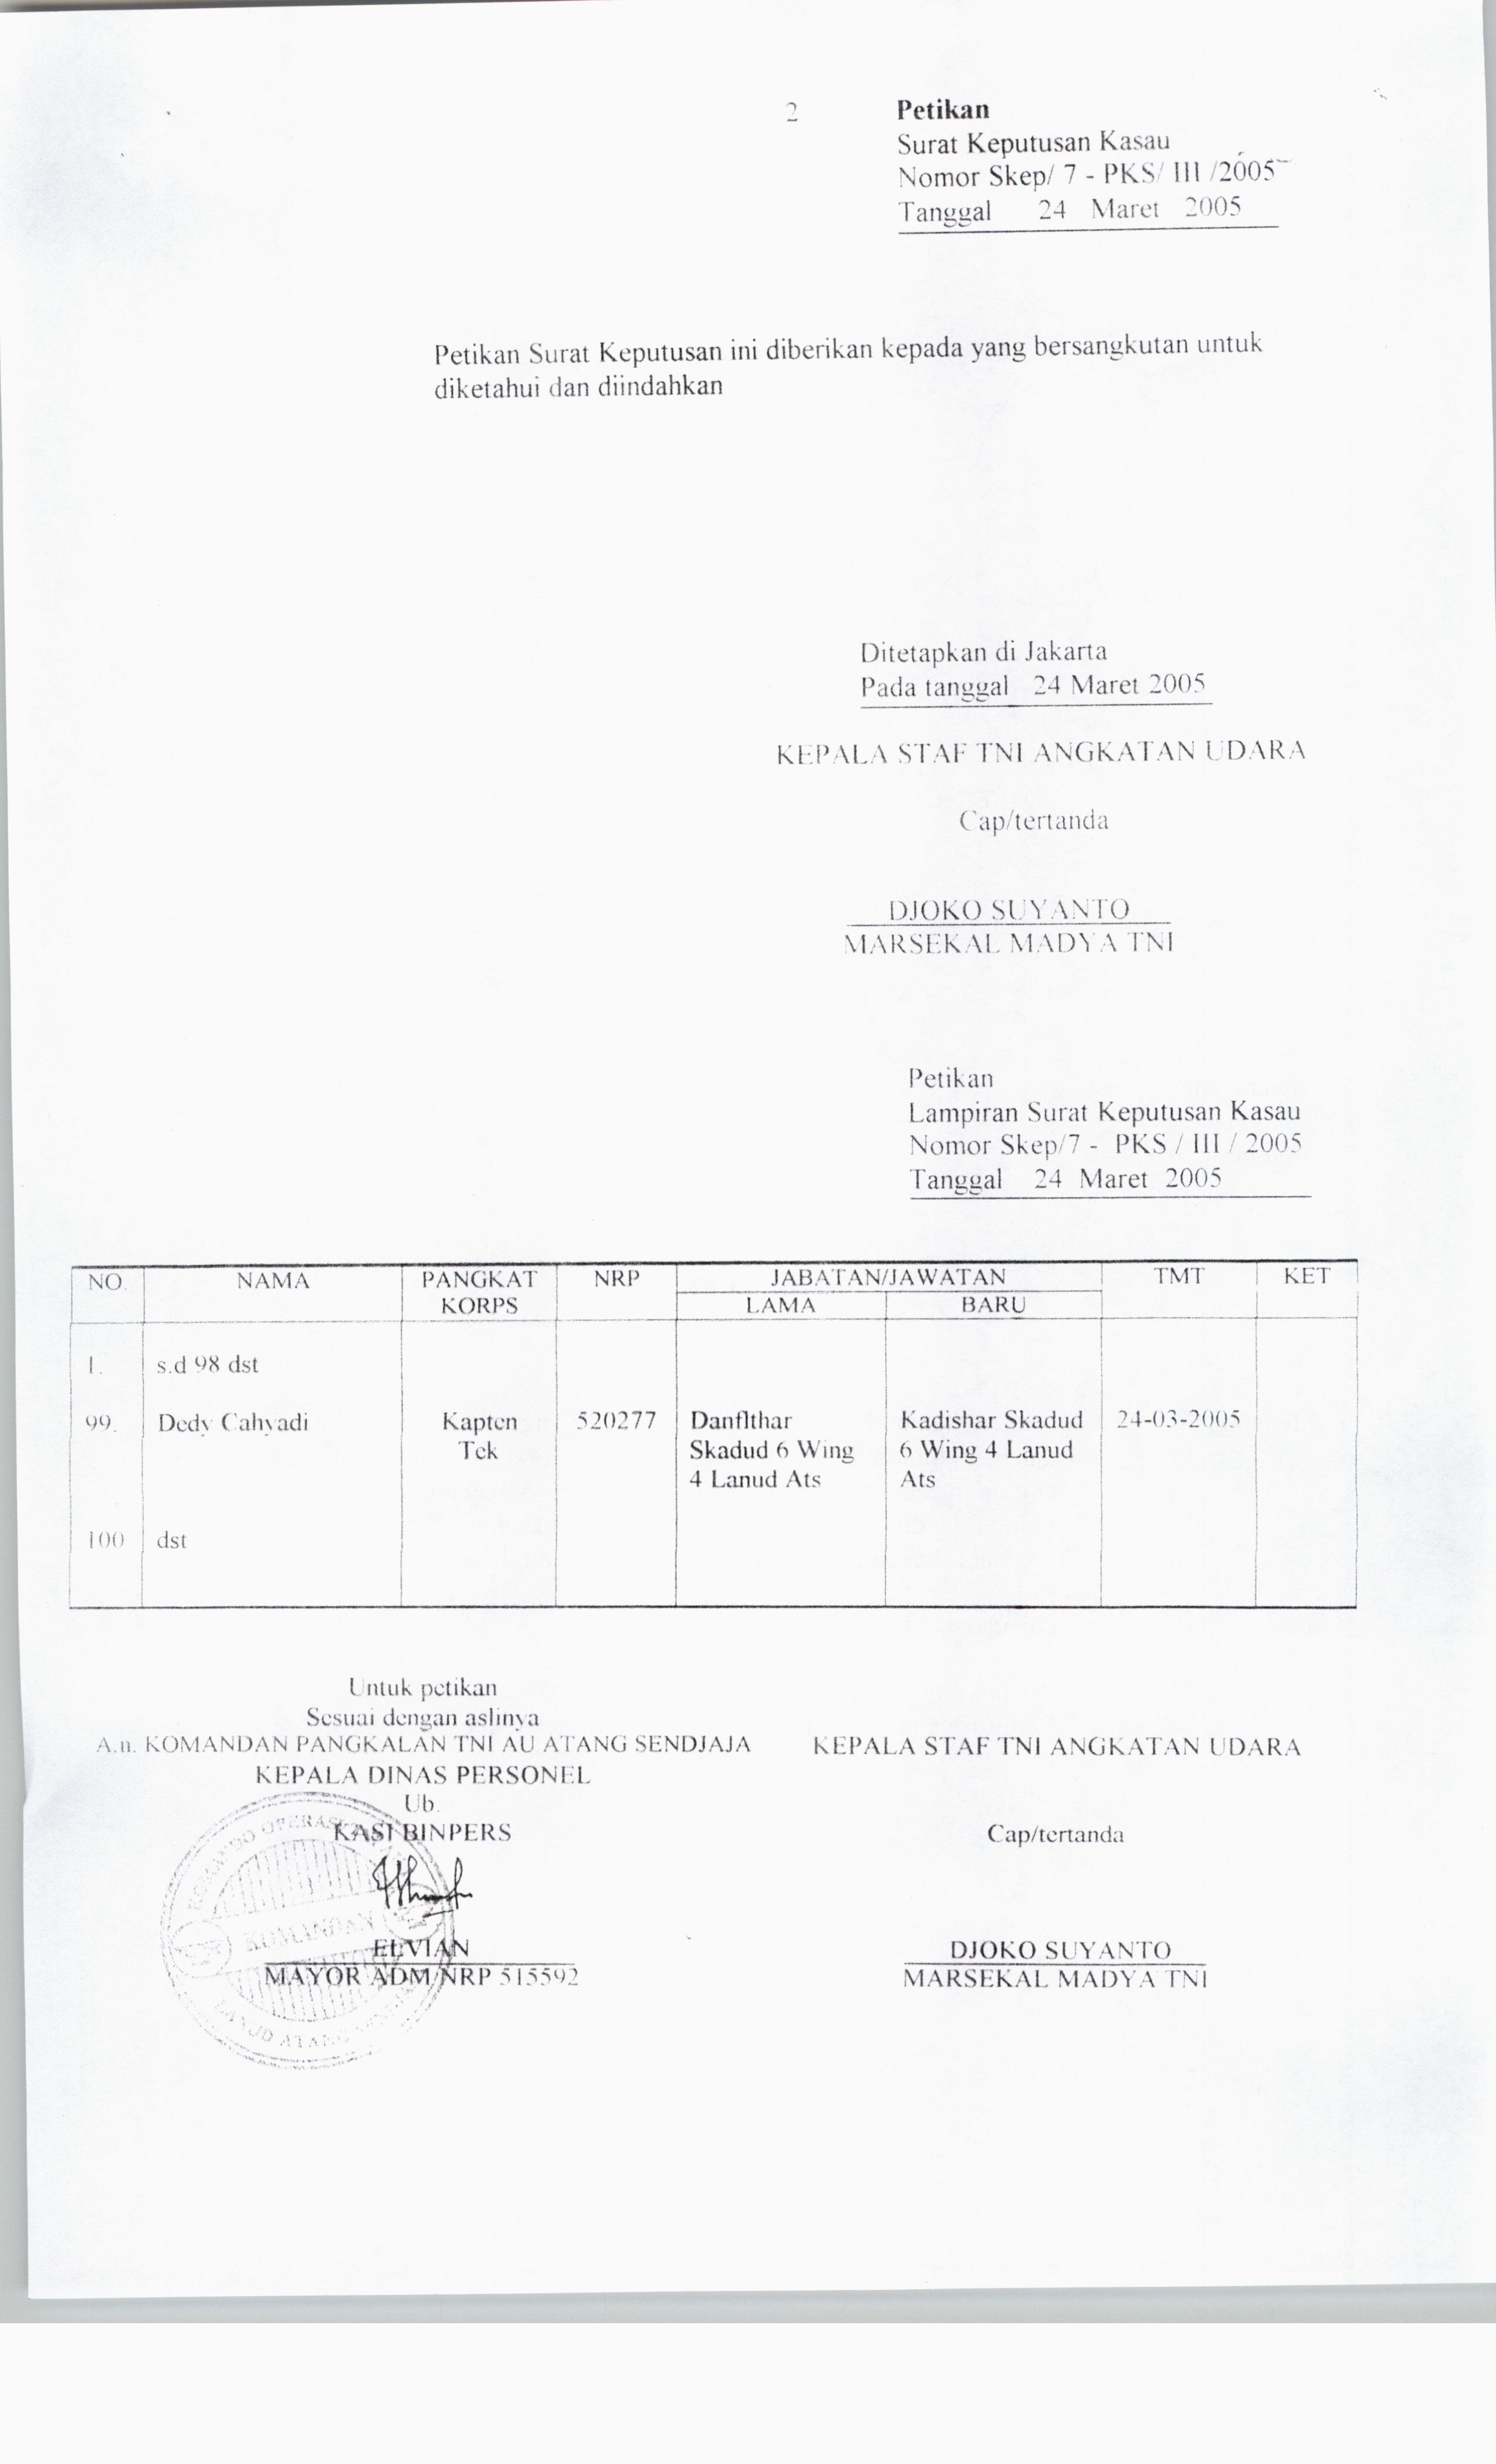 2
Petikan
Surat Keputusan Kasau
Nomor Skep/ 7 - PKS/ III /2005
Tanggal 24 Maret 2005
Petikan Surat Keputusan ini diberikan kepada yang bersangkutan untuk
diketahui dan diindahkan
Ditetapkan di Jakarta
Pada tanggal 24 Maret 2005
KEPALA STAF TNI ANGKATAN UDARA
Cap/tertanda
DJOKO SUYANTO
MARSEKAL MADYA TNI
Petikan
Lampiran Surat Keputusan Kasau
Nomor Skep/7 - PKS / III / 2005
Tanggal 24 Maret 2005
NO. NAMA PANGKAT NRP JABATAN/JAWATAN TMT KET
KORPS LAMA BARU
1. s.d 98 dst
99. Dedy Cahyadi Kapten 520277 Danflthar Kadishar Skadud 24-03-2005
Tek Skadud 6 Wing 6 Wing 4 Lanud
4 Lanud Ats Ats
100 dst
Untuk petikan
Sesuai dengan aslinya
A.n. KOMANDAN PANGKALAN TNI AU ATANG SENDJAJA
KEPALA DINAS PERSONEL
Ub.
KASI BINPERS
ELVIAN
MAYOR ADM/NRP 515592
KEPALA STAF TNI ANGKATAN UDARA
Cap/tertanda
DJOKO SUYANTO
MARSEKAL MADYA TNI
KOMANDO OPERASI
KOMANDAN
LANUD ATANG